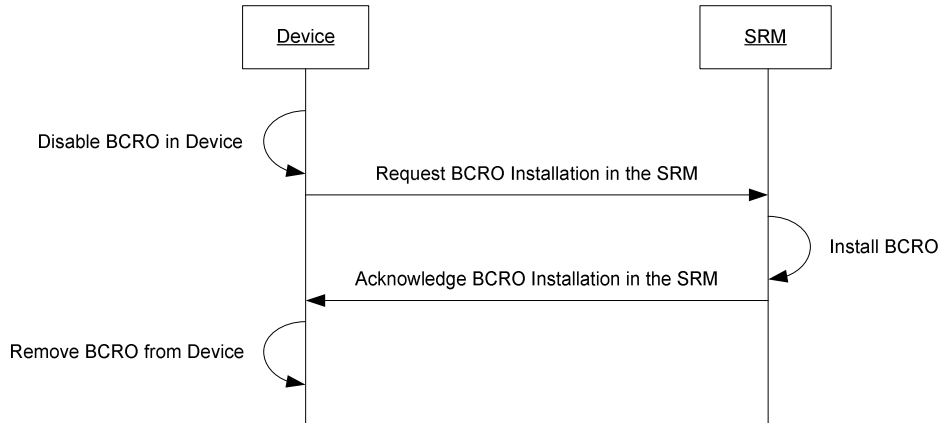 Device
SRM
Disable BCRO in Device
Request BCRO Installation in the SRM
Install BCRO
Acknowledge BCRO Installation in the SRM
Remove BCRO from Device